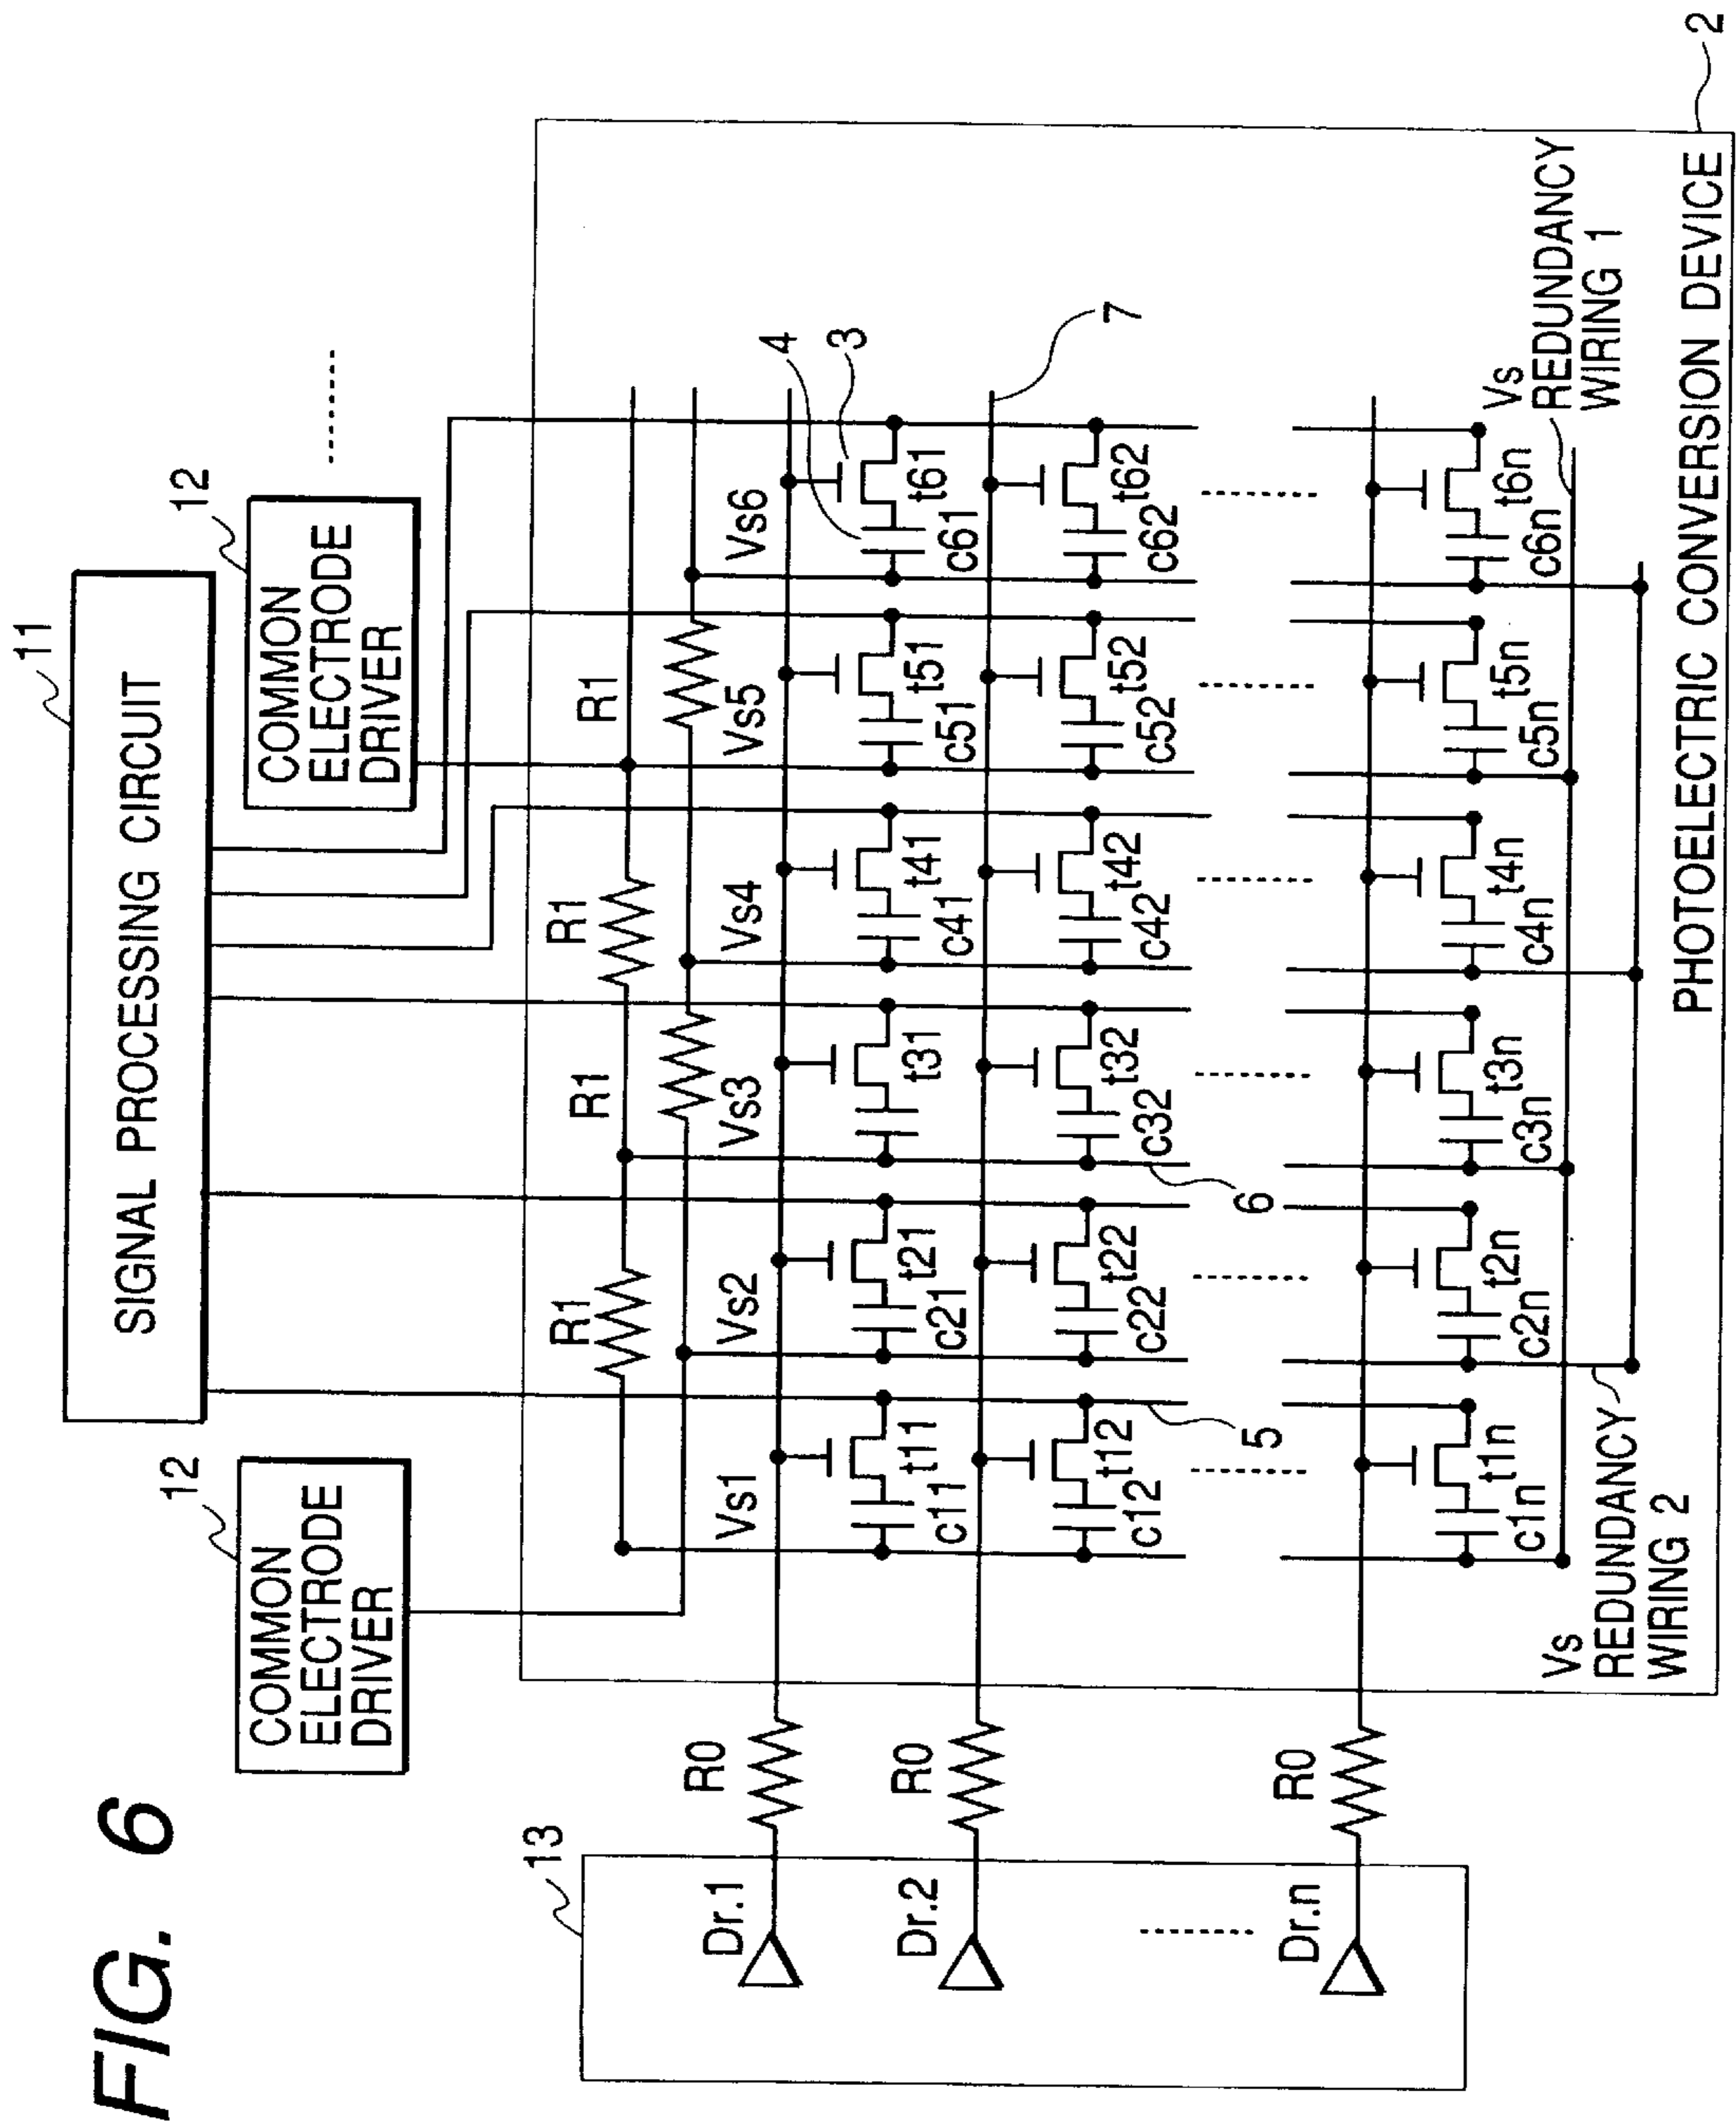 FIG. 6
11
SIGNAL PROCESSING CIRCUIT
12
COMMON
ELECTRODE
DRIVER
12
COMMON
ELECTRODE
DRIVER
13
R1
R1
R1
R1
Vs1
Vs2
Vs3
Vs4
Vs5
Vs6
4
3
Dr.1
R0
c11
t11
c21
t21
t31
c41
t41
c51
t51
c61
t61
7
Dr.2
R0
c12
t12
c22
t22
c32
t32
c42
t42
c52
t52
c62
t62
5
6
Dr.n
R0
c1n
t1n
c2n
t2n
c3n
t3n
c4n
t4n
c5n
t5n
c6n
t6n
Vs
REDUNDANCY
WIRING 1
Vs
REDUNDANCY
WIRING 2
PHOTOELECTRIC CONVERSION DEVICE
2